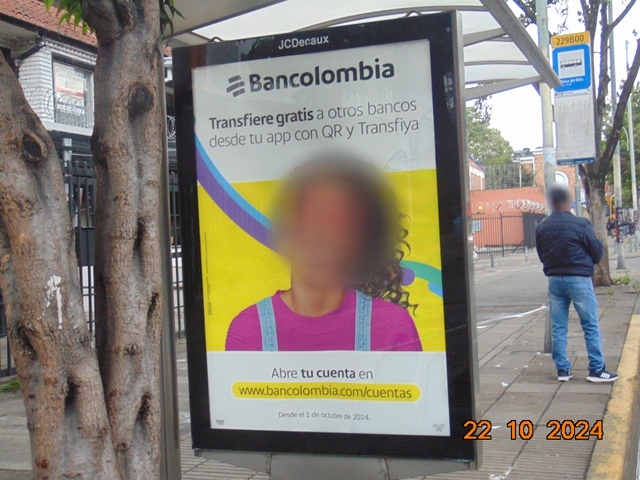 JCDecaux
Bancolombia
Transfiere gratis a otros bancos
desde tu app con QR y Transfiya
Abre tu cuenta en
www.bancolombia.com/cuentas
Desde el 1 de octubre de 2024.
229B00
22 10 2024